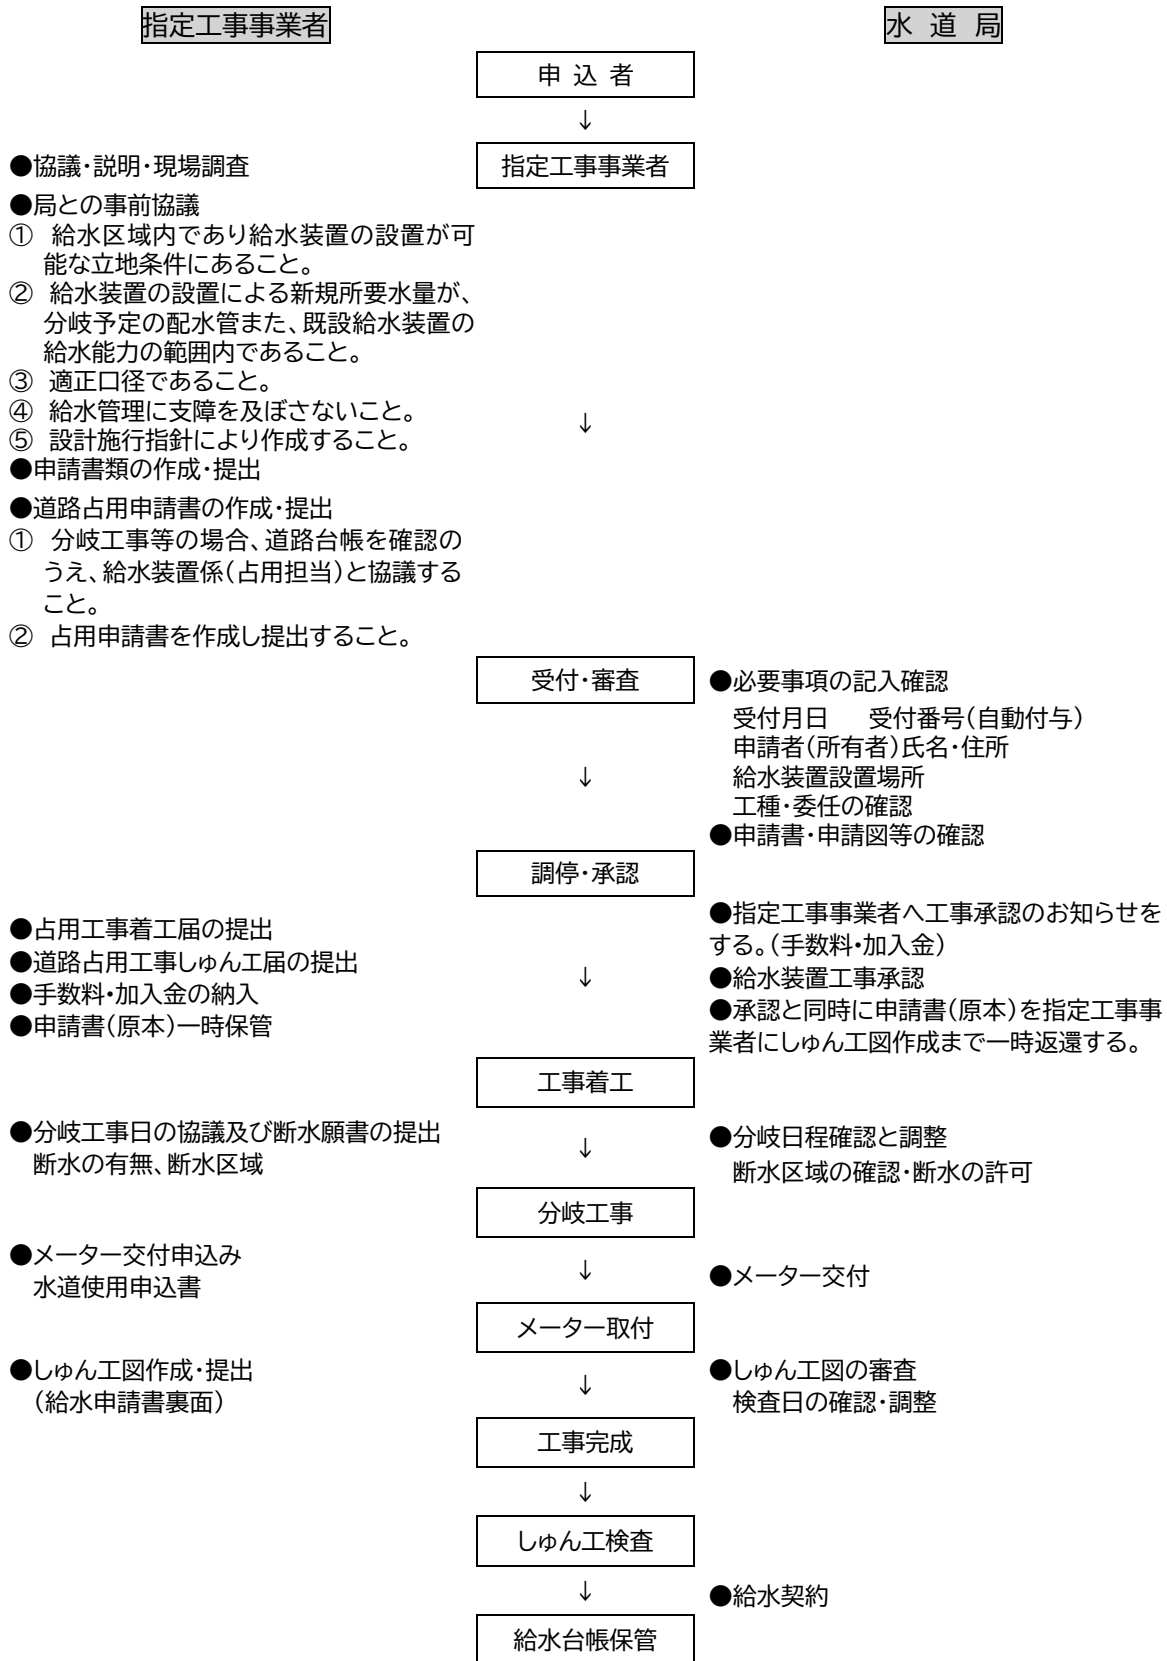 指定工事事業者
水 道 局
申 込 者
↓
●協議・説明・現場調査
指定工事事業者
●局との事前協議
① 給水区域内であり給水装置の設置が可
能な立地条件にあること。
② 給水装置の設置による新規所要水量が、
分岐予定の配水管また、既設給水装置の
給水能力の範囲内であること。
③ 適正口径であること。
④ 給水管理に支障を及ぼさないこと。
↓
⑤ 設計施行指針により作成すること。
●申請書類の作成・提出
●道路占用申請書の作成・提出
① 分岐工事等の場合、道路台帳を確認の
うえ、給水装置係（占用担当）と協議する
こと。
② 占用申請書を作成し提出すること。
受付・審査
●必要事項の記入確認
受付月日 受付番号（自動付与）
申請者（所有者）氏名・住所
給水装置設置場所
↓
工種・委任の確認
●申請書・申請図等の確認
調停・承認
●占用工事着工届の提出
●道路占用工事しゅん工届の提出
●手数料・加入金の納入
●申請書（原本）一時保管
↓
●指定工事事業者へ工事承認のお知らせを
する。（手数料・加入金）
●給水装置工事承認
●承認と同時に申請書（原本）を指定工事事
業者にしゅん工図作成まで一時返還する。
工事着工
●分岐工事日の協議及び断水願書の提出
断水の有無、断水区域
↓
●分岐日程確認と調整
断水区域の確認・断水の許可
分岐工事
●メーター交付申込み
水道使用申込書
↓
●メーター交付
メーター取付
●しゅん工図作成・提出
（給水申請書裏面）
↓
●しゅん工図の審査
検査日の確認・調整
工事完成
↓
しゅん工検査
↓
●給水契約
給水台帳保管